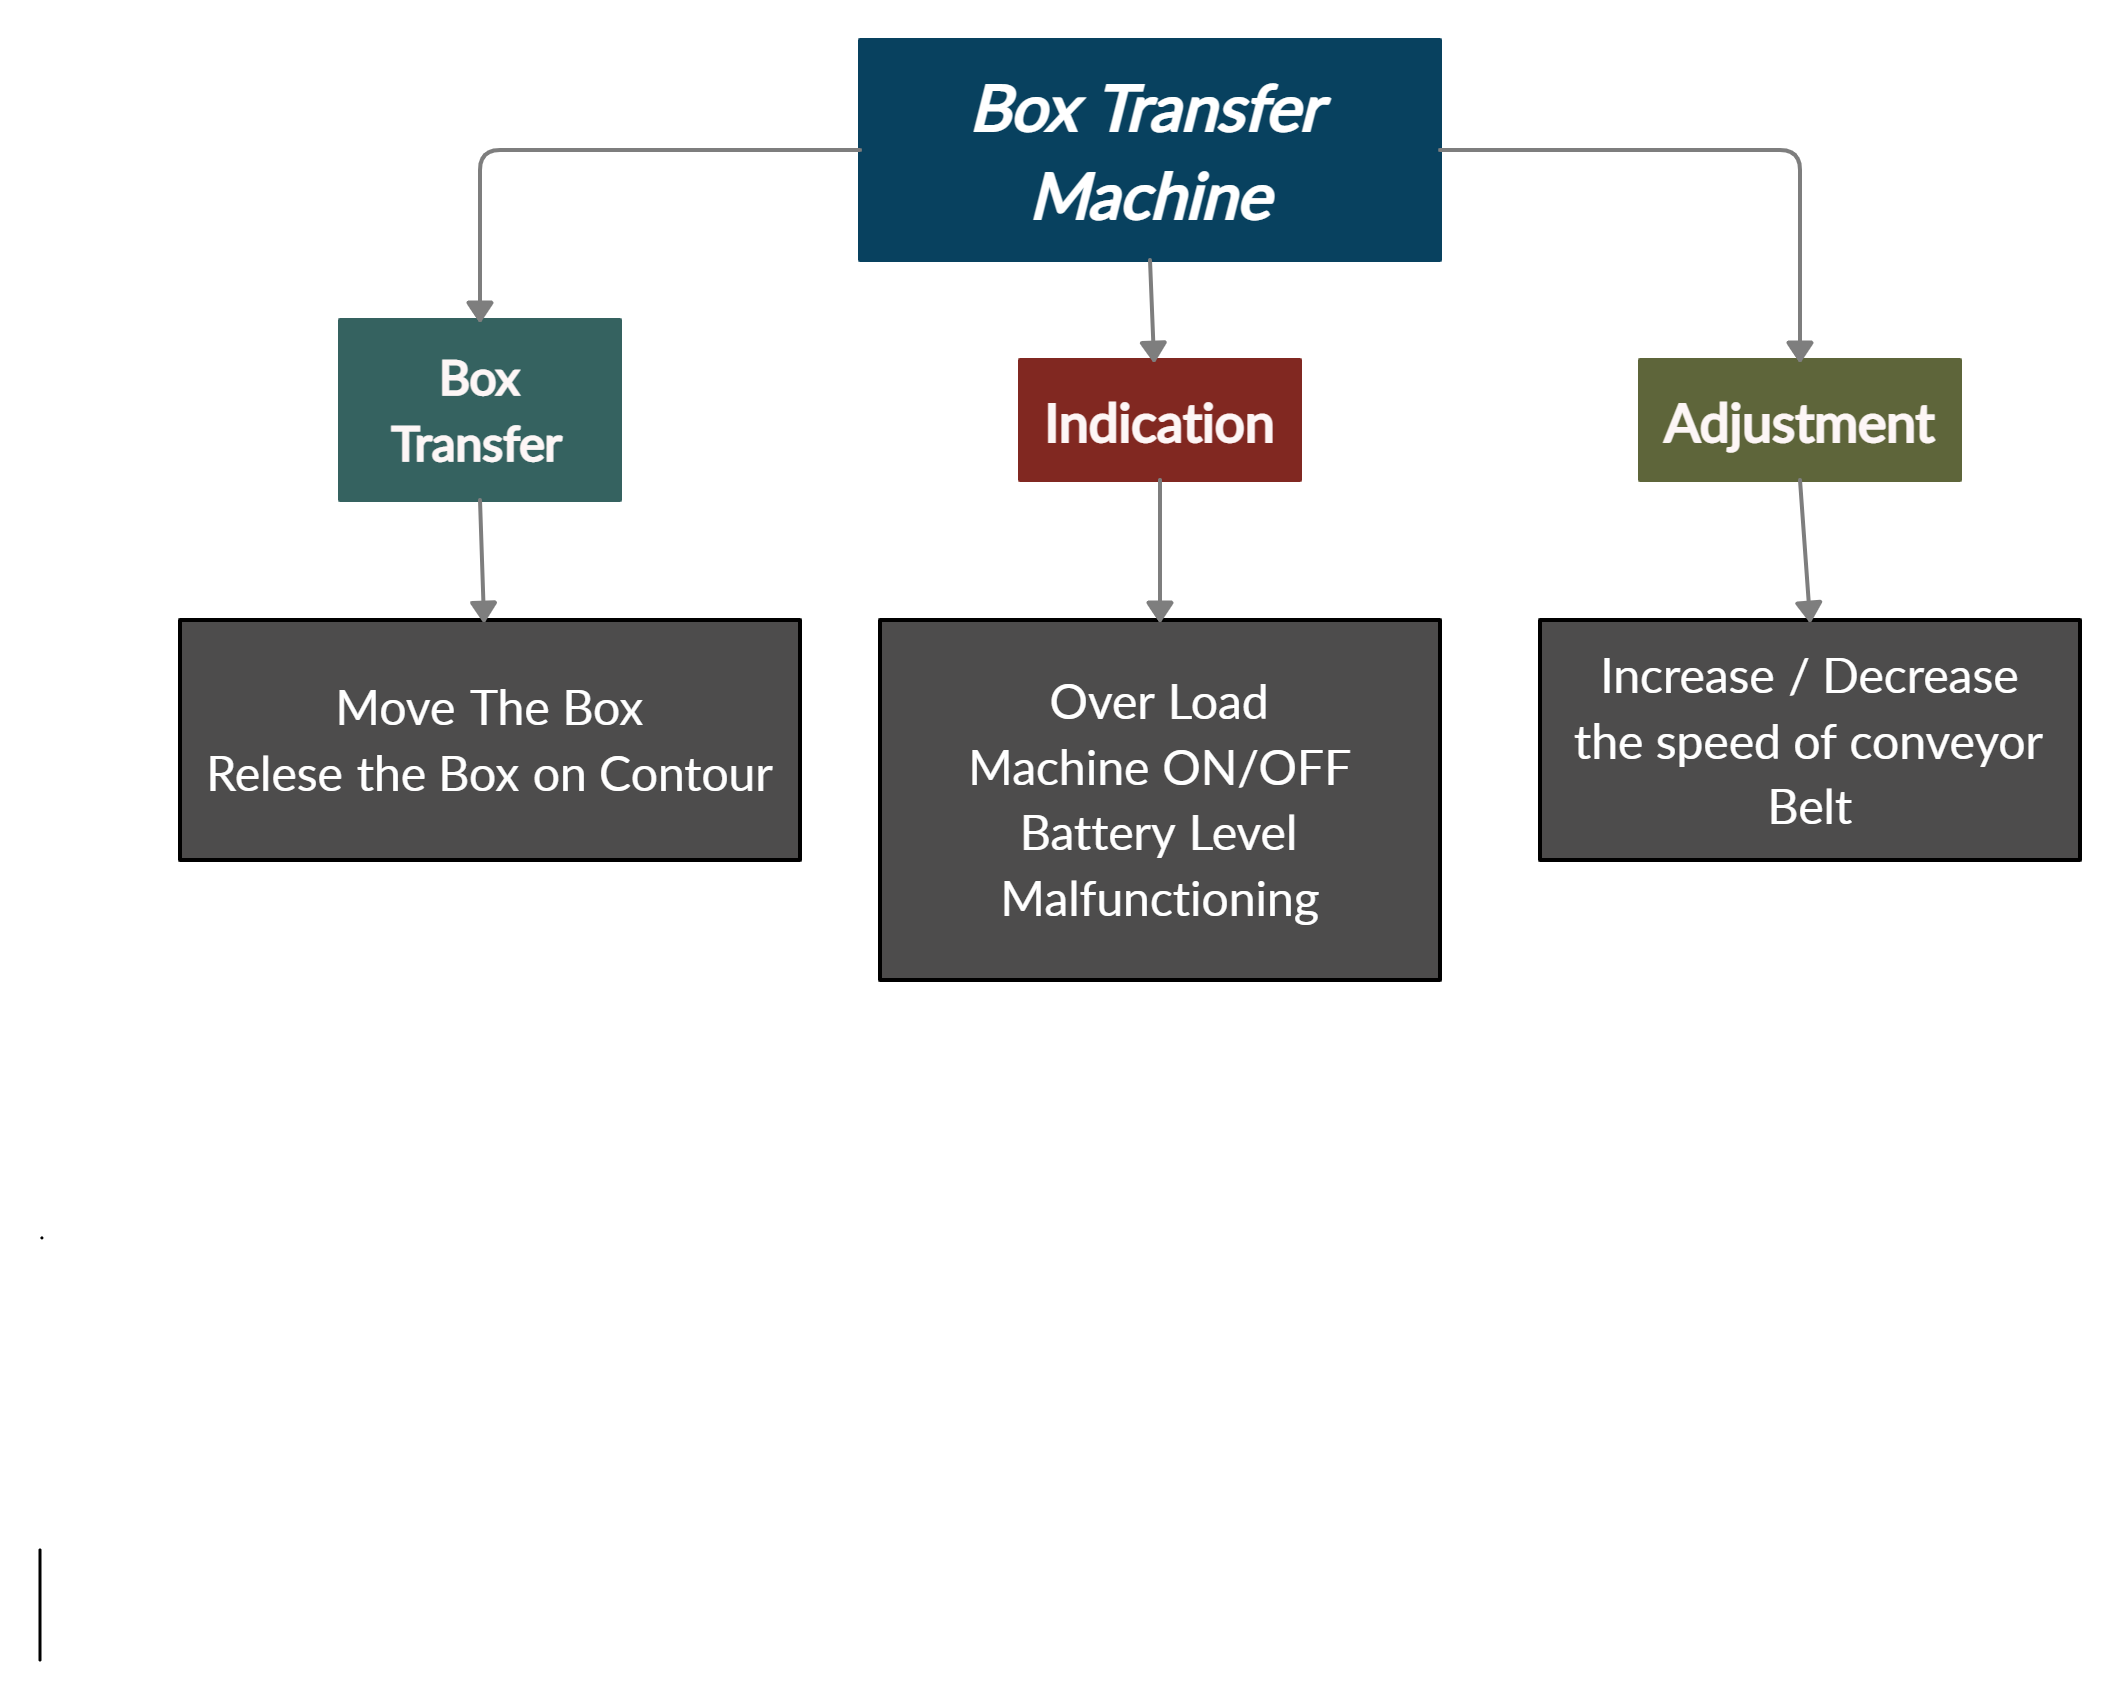 Box Transfer
Machine
Box
Transfer
Indication
Adjustment
Move The Box
Relese the Box on Contour
Over Load
Machine ON/OFF
Battery Level
Malfunctioning
Increase / Decrease
the speed of conveyor
Belt
.